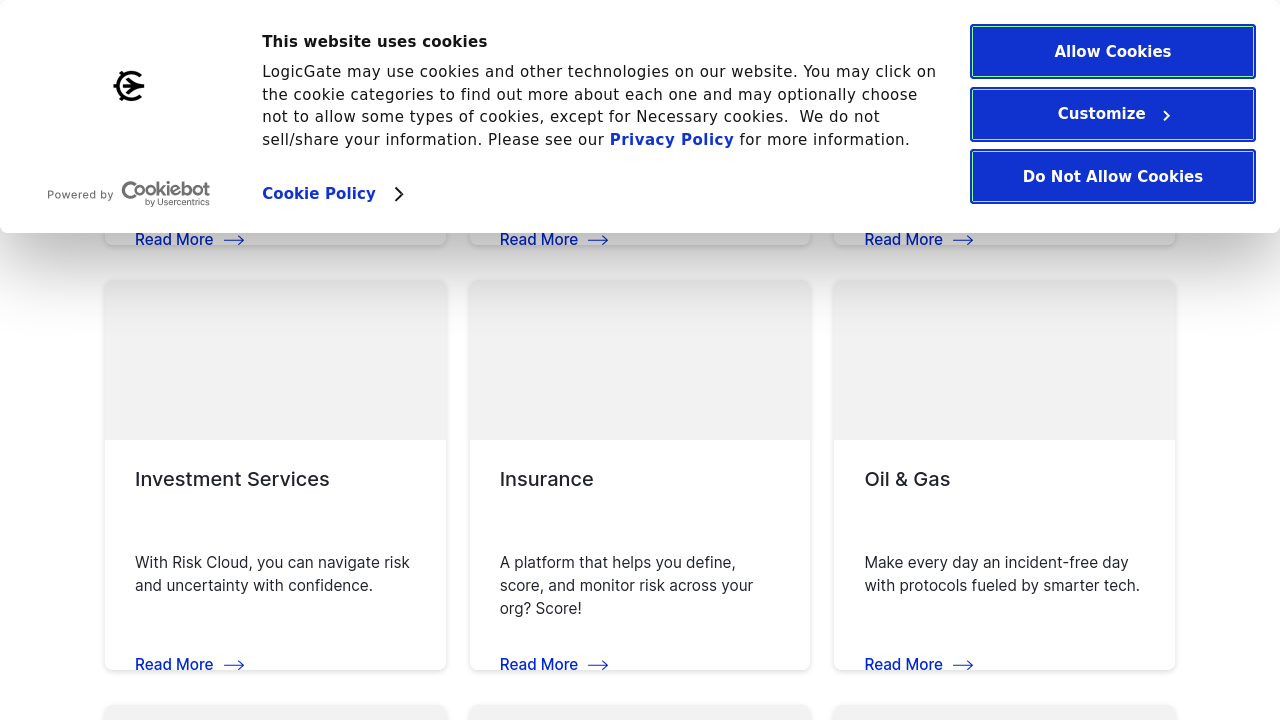 This website uses cookies
LogicGate may use cookies and other technologies on our website. You may click on
the cookie categories to find out more about each one and may optionally choose
not to allow some types of cookies, except for Necessary cookies.  We do not
sell/share your information. Please see our Privacy Policy for more information.
Cookie Policy
Powered by Cookiebot
by Usercentrics
Allow Cookies
Customize
Do Not Allow Cookies
Read More
Read More
Read More
Investment Services
With Risk Cloud, you can navigate risk
and uncertainty with confidence.
Read More
Insurance
A platform that helps you define,
score, and monitor risk across your
org? Score!
Read More
Oil & Gas
Make every day an incident-free day
with protocols fueled by smarter tech.
Read More